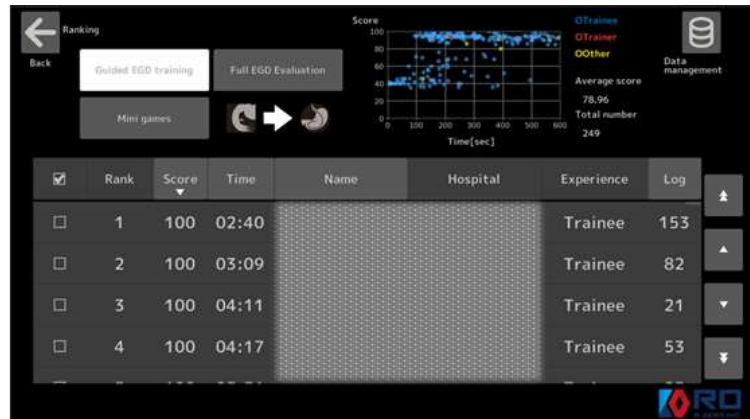 Ranking
Back
Guided EGD training
Full EGD Evaluation
Mini games
Score
100
80
60
40
20
0
0 100 200 300 400 500 600
Time[sec]
OTrainee
OTrainer
OOther
Average score
78.96
Total number
249
Data
management
Rank Score Time Name Hospital Experience Log
1 100 02:40 Trainee 153
2 100 03:09 Trainee 82
3 100 04:11 Trainee 21
4 100 04:17 Trainee 53
RD